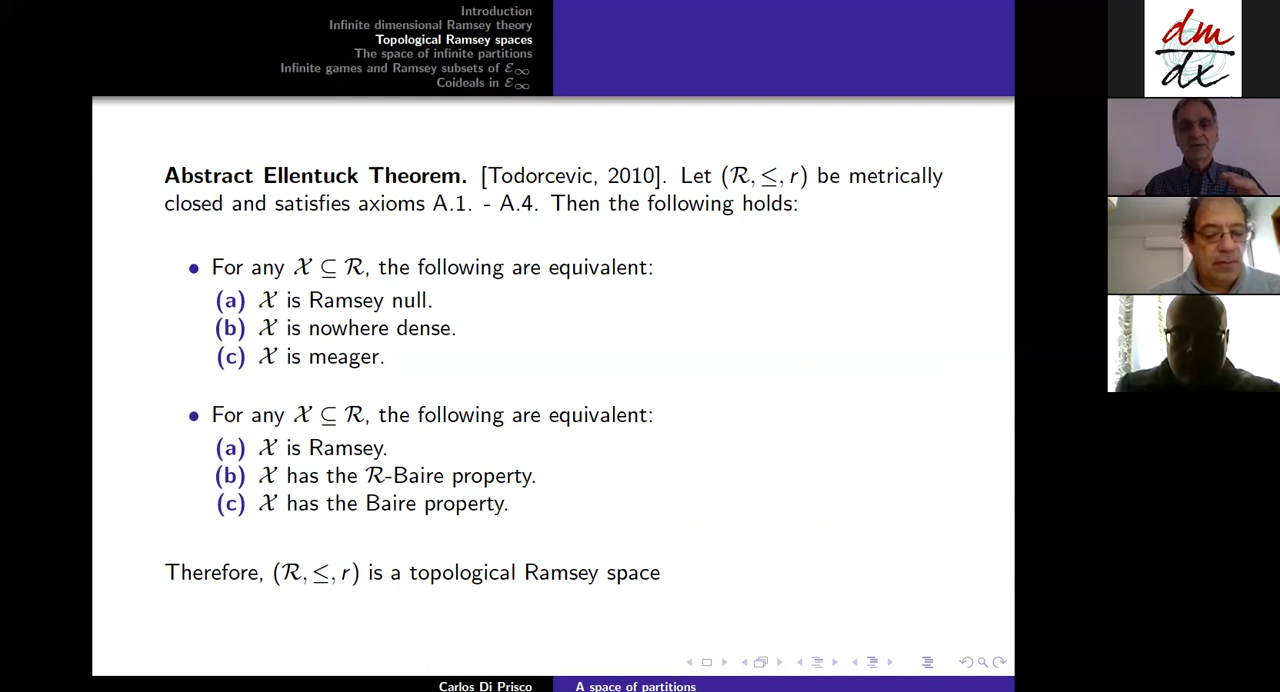 Introduction
Infinite dimensional Ramsey theory
Topological Ramsey spaces
The space of infinite partitions
Infinite games and Ramsey subsets of ℰ∞
Coideals in ℰ∞
dm
dx
Abstract Ellentuck Theorem. [Todorcevic, 2010]. Let (ℛ, ≤, r) be metrically
closed and satisfies axioms A.1. - A.4. Then the following holds:
• For any 𝒳 ⊆ ℛ, the following are equivalent:
(a) 𝒳 is Ramsey null.
(b) 𝒳 is nowhere dense.
(c) 𝒳 is meager.
• For any 𝒳 ⊆ ℛ, the following are equivalent:
(a) 𝒳 is Ramsey.
(b) 𝒳 has the ℛ-Baire property.
(c) 𝒳 has the Baire property.
Therefore, (ℛ, ≤, r) is a topological Ramsey space
Carlos Di Prisco A space of partitions